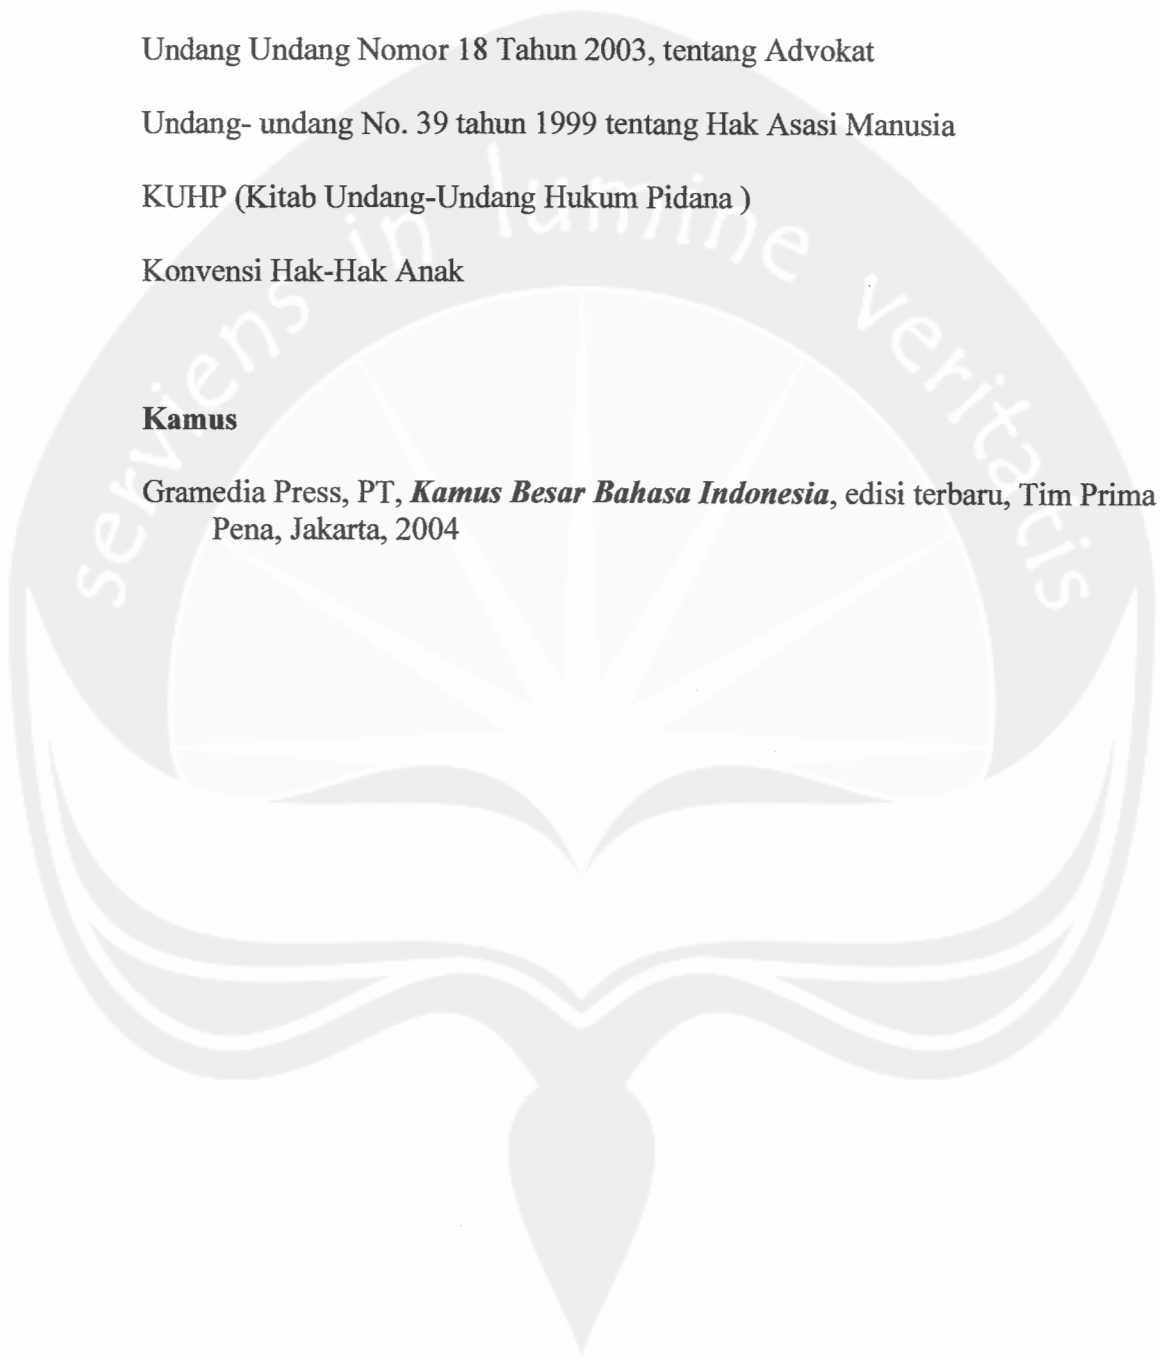 Undang Undang Nomor 18 Tahun 2003, tentang Advokat
Undang- undang No. 39 tahun 1999 tentang Hak Asasi Manusia
KUHP (Kitab Undang-Undang Hukum Pidana )
Konvensi Hak-Hak Anak
serviens in lumine veritatis
Kamus
Gramedia Press, PT, Kamus Besar Bahasa Indonesia, edisi terbaru, Tim Prima
Pena, Jakarta, 2004